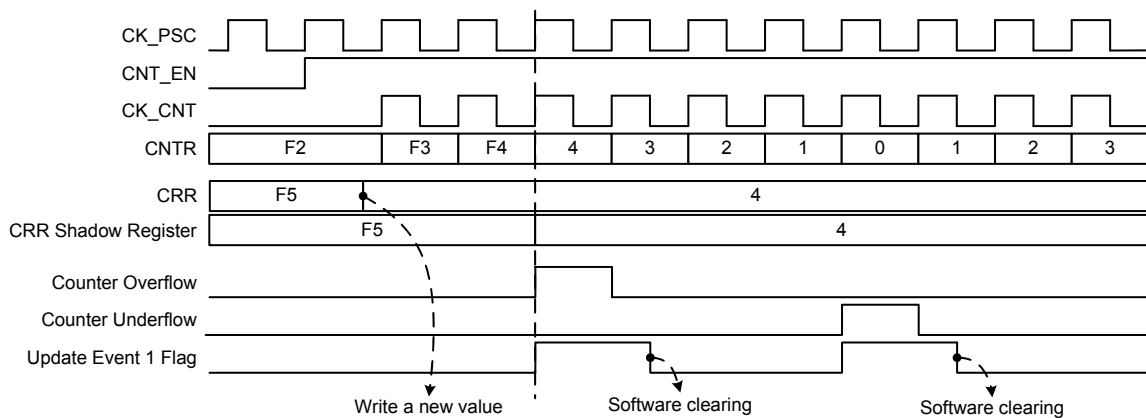 CK_PSC
CNT_EN
CK_CNT
CNTR F2 F3 F4 4 3 2 1 0 1 2 3
CRR F5 4
CRR Shadow Register F5 4
Counter Overflow
Counter Underflow
Update Event 1 Flag
Write a new value Software clearing Software clearing